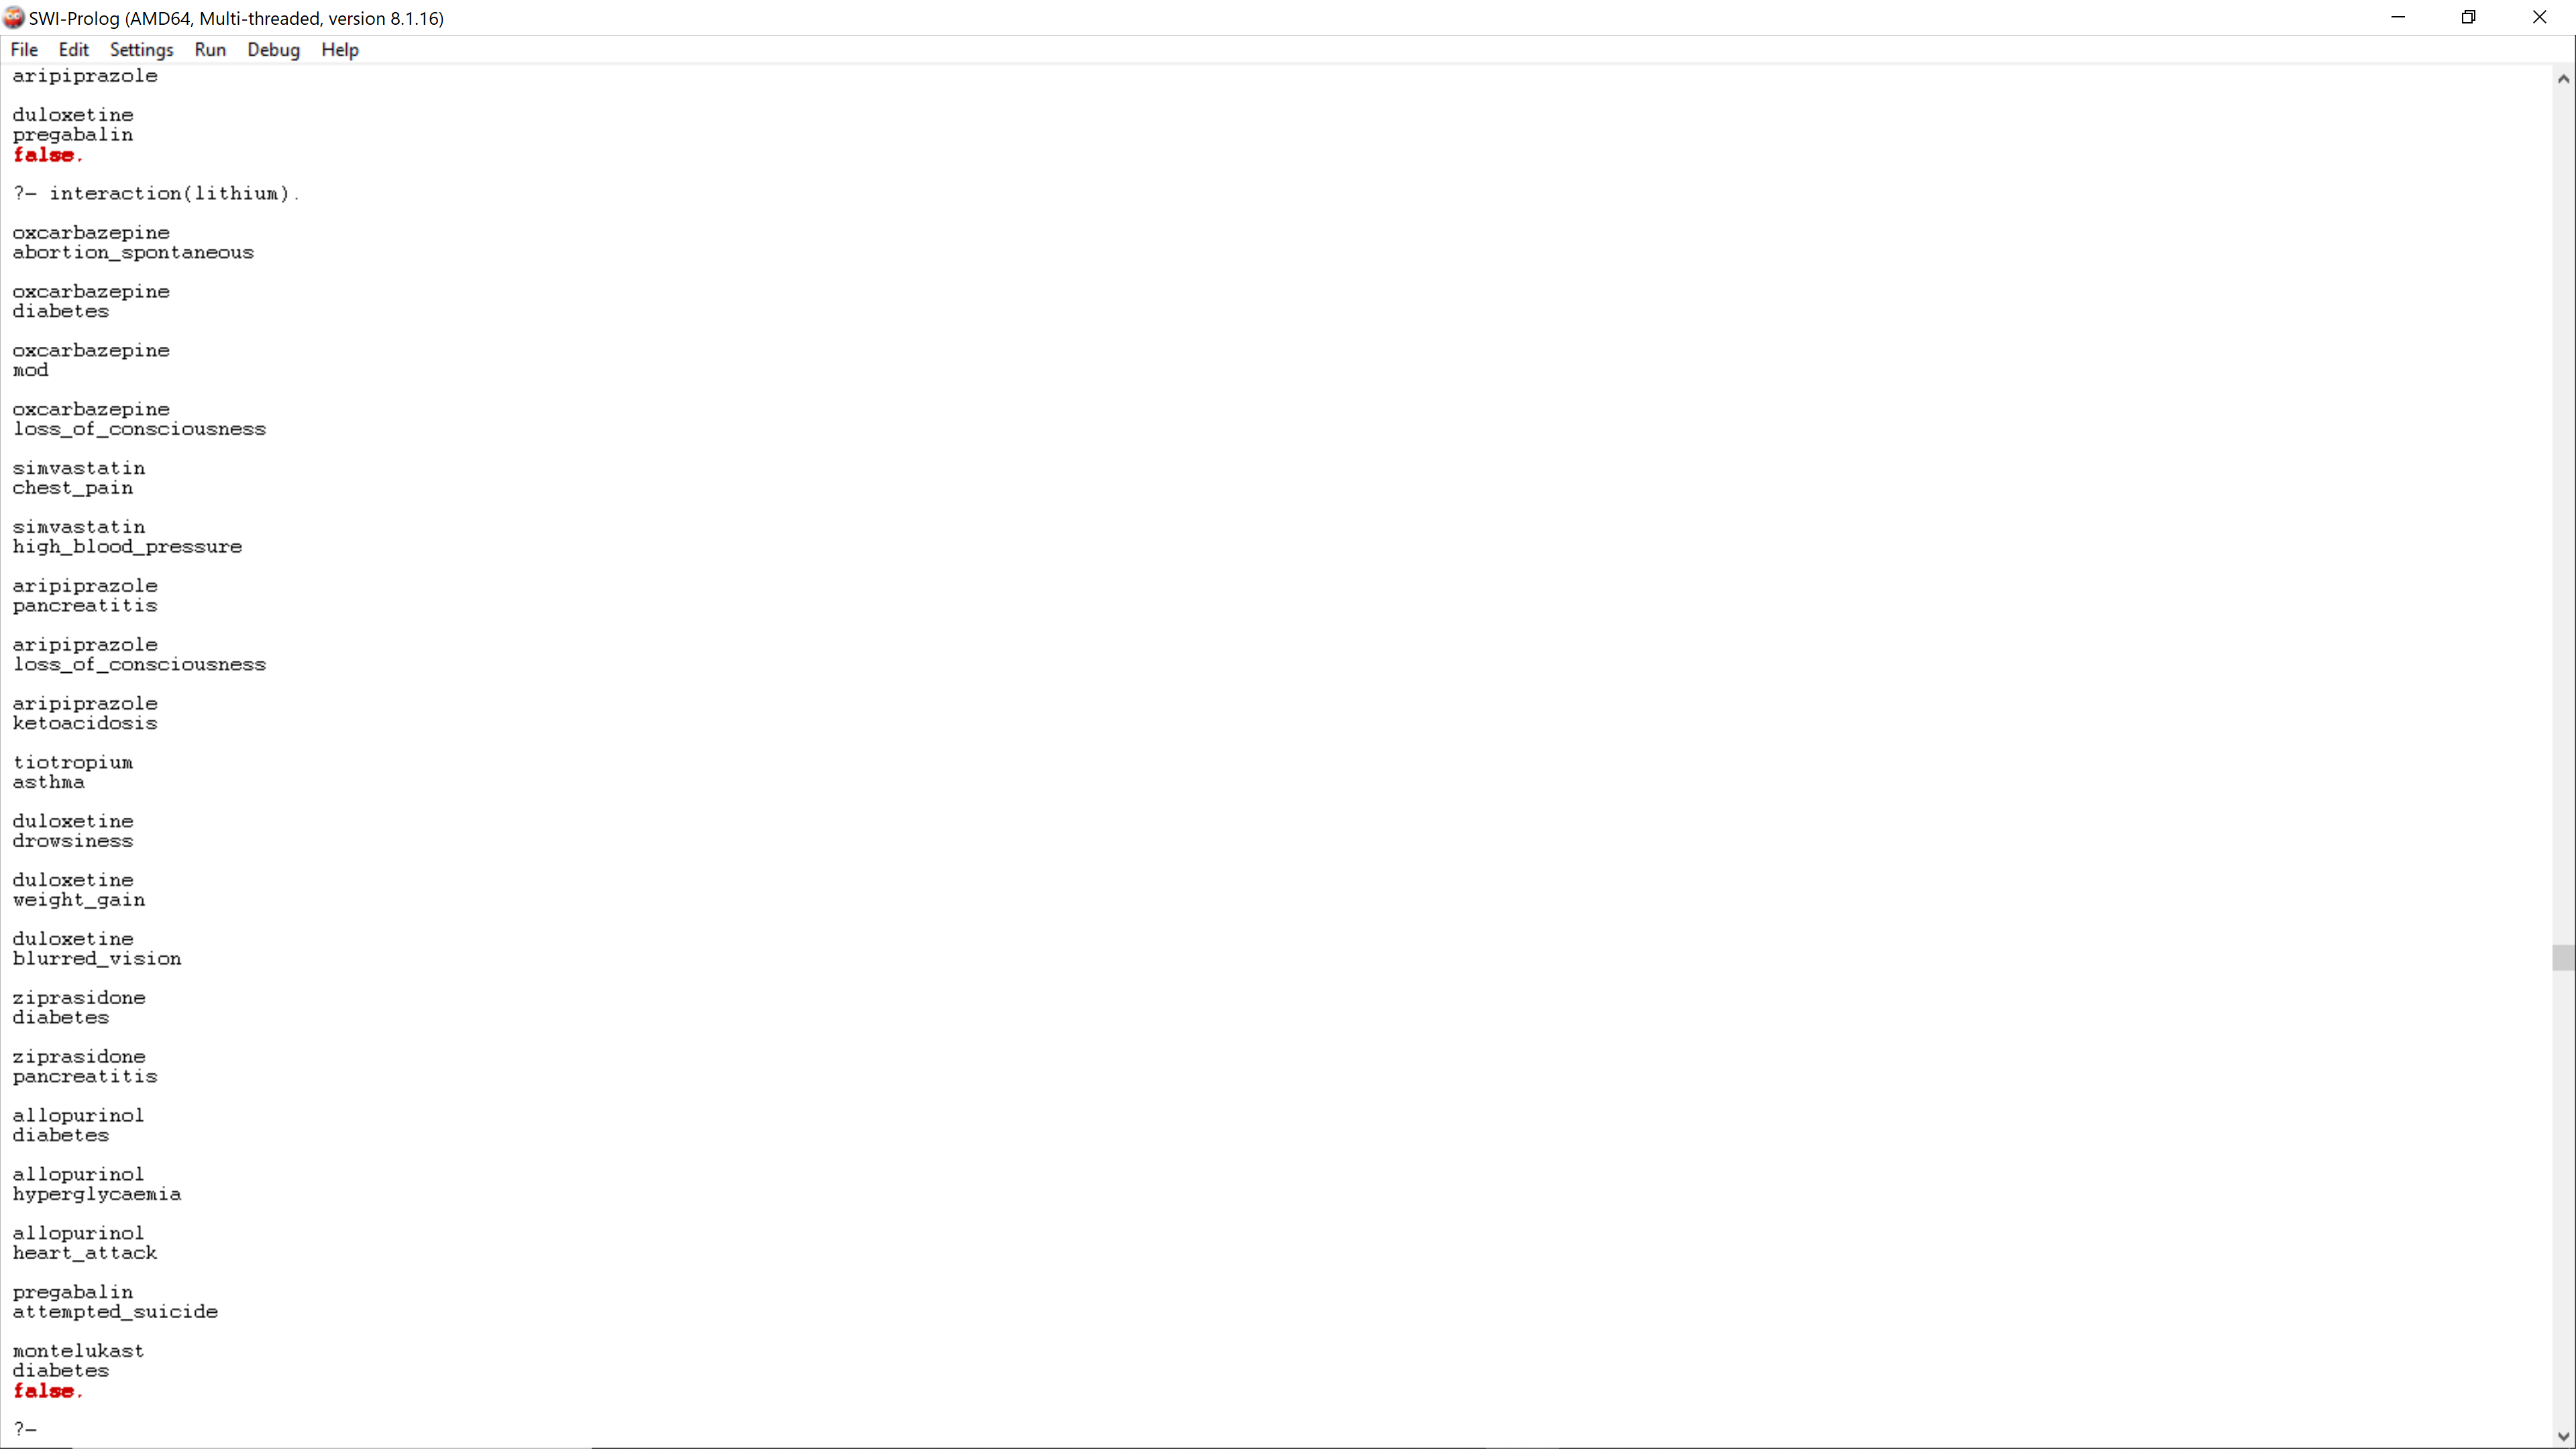 SWI-Prolog (AMD64, Multi-threaded, version 8.1.16)
File Edit Settings Run Debug Help
aripiprazole
duloxetine
pregabalin
false.
?- interaction(lithium).
oxcarbazepine
abortion_spontaneous
oxcarbazepine
diabetes
oxcarbazepine
mod
oxcarbazepine
loss_of_consciousness
simvastatin
chest_pain
simvastatin
high_blood_pressure
aripiprazole
pancreatitis
aripiprazole
loss_of_consciousness
aripiprazole
ketoacidosis
tiotropium
asthma
duloxetine
drowsiness
duloxetine
weight_gain
duloxetine
blurred_vision
ziprasidone
diabetes
ziprasidone
pancreatitis
allopurinol
diabetes
allopurinol
hyperglycaemia
allopurinol
heart_attack
pregabalin
attempted_suicide
montelukast
diabetes
false.
?-